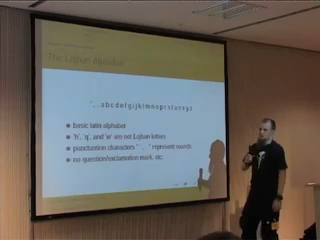 The Lojban Alphabet
' , . a b c d e f g i j k l m n o p r s t u v x y z
basic latin alphabet
'h', 'q', and 'w' are not Lojban letters
punctuation characters represent sounds
no question/exclamation mark, etc.